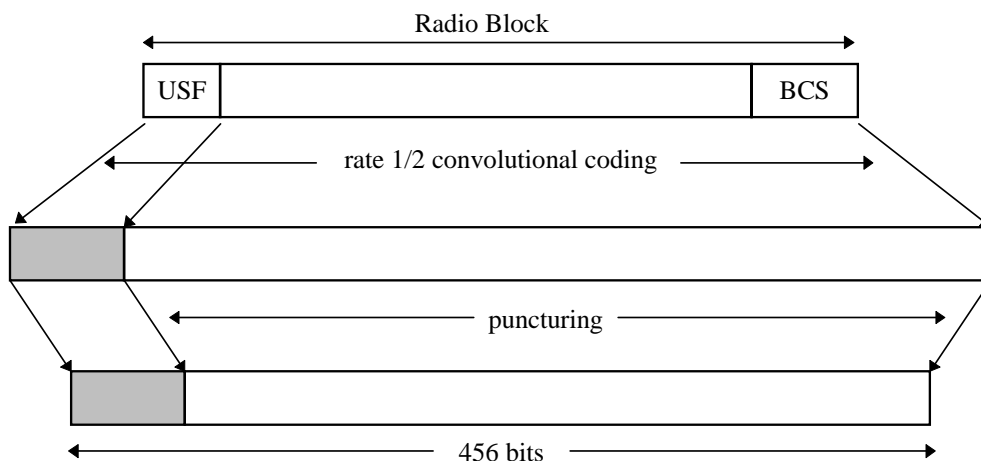 Radio Block
USF
BCS
rate 1/2 convolutional coding
puncturing
456 bits